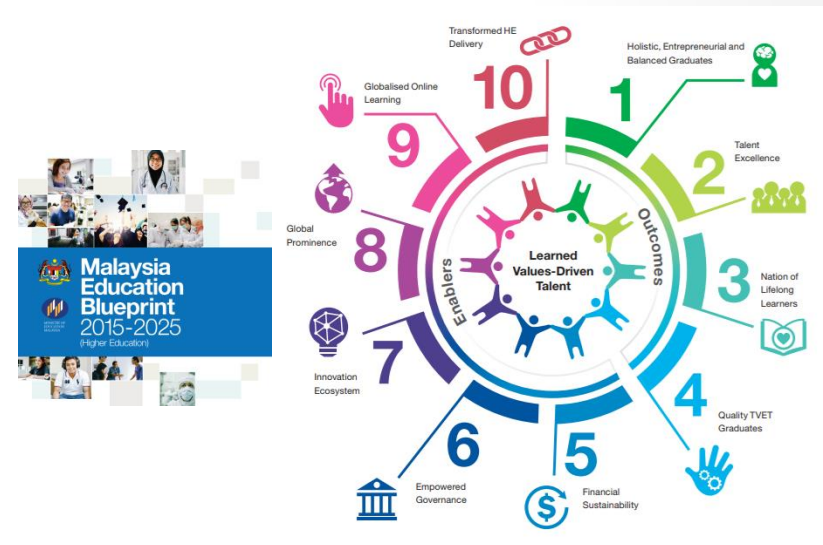 Malaysia
Education
Blueprint
2015-2025
(Higher Education)
Transformed HE
Delivery
10
Holistic, Entrepreneurial and
Balanced Graduates
1
Talent
Excellence
2
Nation of
Lifelong
Learners
3
Quality TVET
Graduates
4
Financial
Sustainability
5
$
Empowered
Governance
6
Innovation
Ecosystem
7
Global
Prominence
8
Globalised Online
Learning
9
Enablers
Outcomes
Learned
Values-Driven
Talent